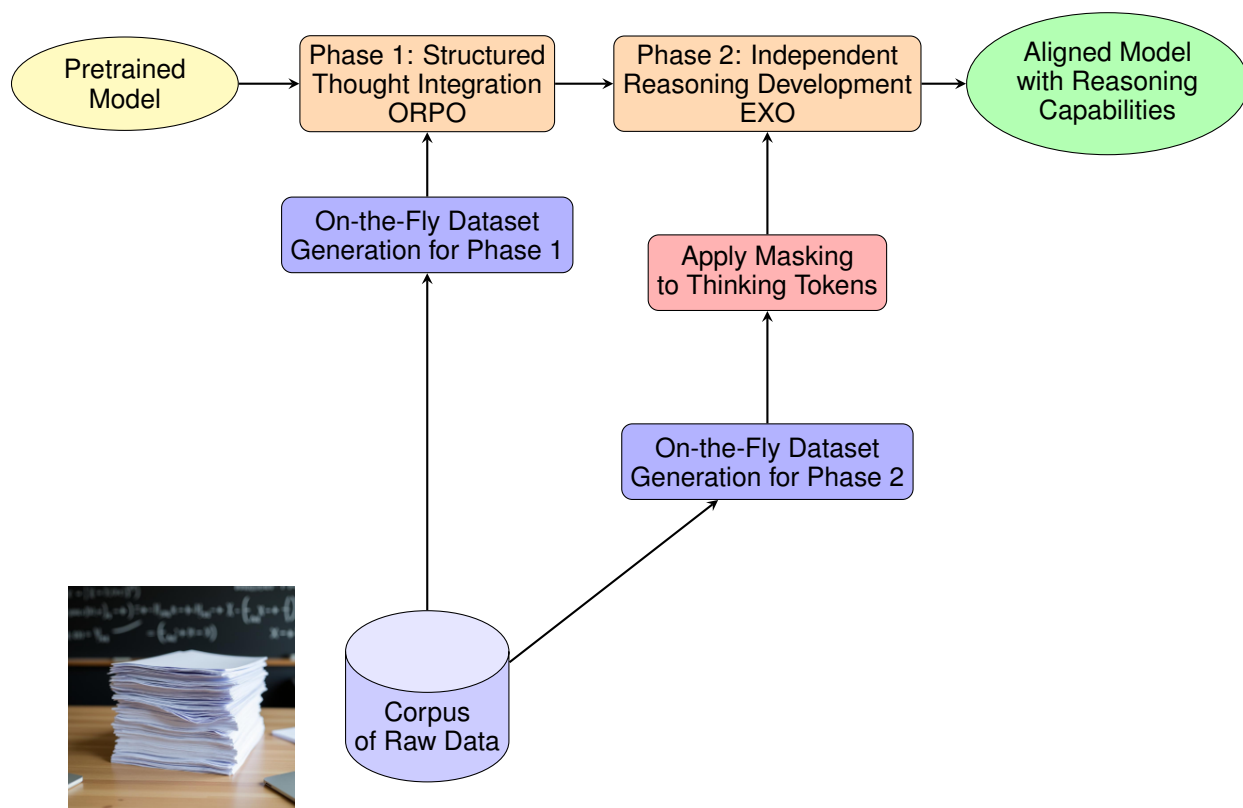 Pretrained
Model
Phase 1: Structured
Thought Integration
ORPO
Phase 2: Independent
Reasoning Development
EXO
Aligned Model
with Reasoning
Capabilities
On-the-Fly Dataset
Generation for Phase 1
Apply Masking
to Thinking Tokens
On-the-Fly Dataset
Generation for Phase 2
Corpus
of Raw Data